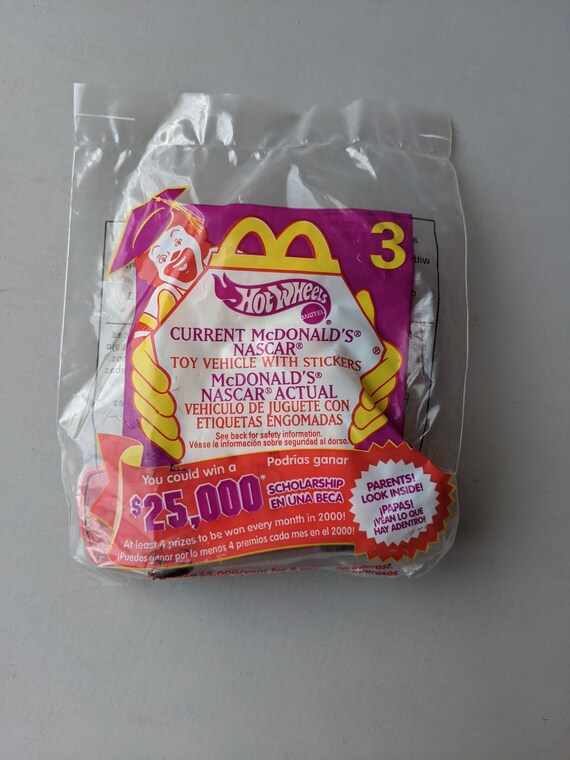 3
Hot Wheels
MATTEL
CURRENT McDONALD'S®
NASCAR®
TOY VEHICLE WITH STICKERS
McDONALD'S®
NASCAR® ACTUAL
VEHICULO DE JUGUETE CON
ETIQUETAS ENGOMADAS
See back for safety information.
Véase la información sobre seguridad al dorso.
®
You could win a Podrías ganar
$25,000* SCHOLARSHIP
EN UNA BECA
At least 4 prizes to be won every month in 2000!
¡Puedes ganar por lo menos 4 premios cada mes en el 2000!
PARENTS!
LOOK INSIDE!
¡PAPAS!
¡VEAN LO QUE
HAY ADENTRO!